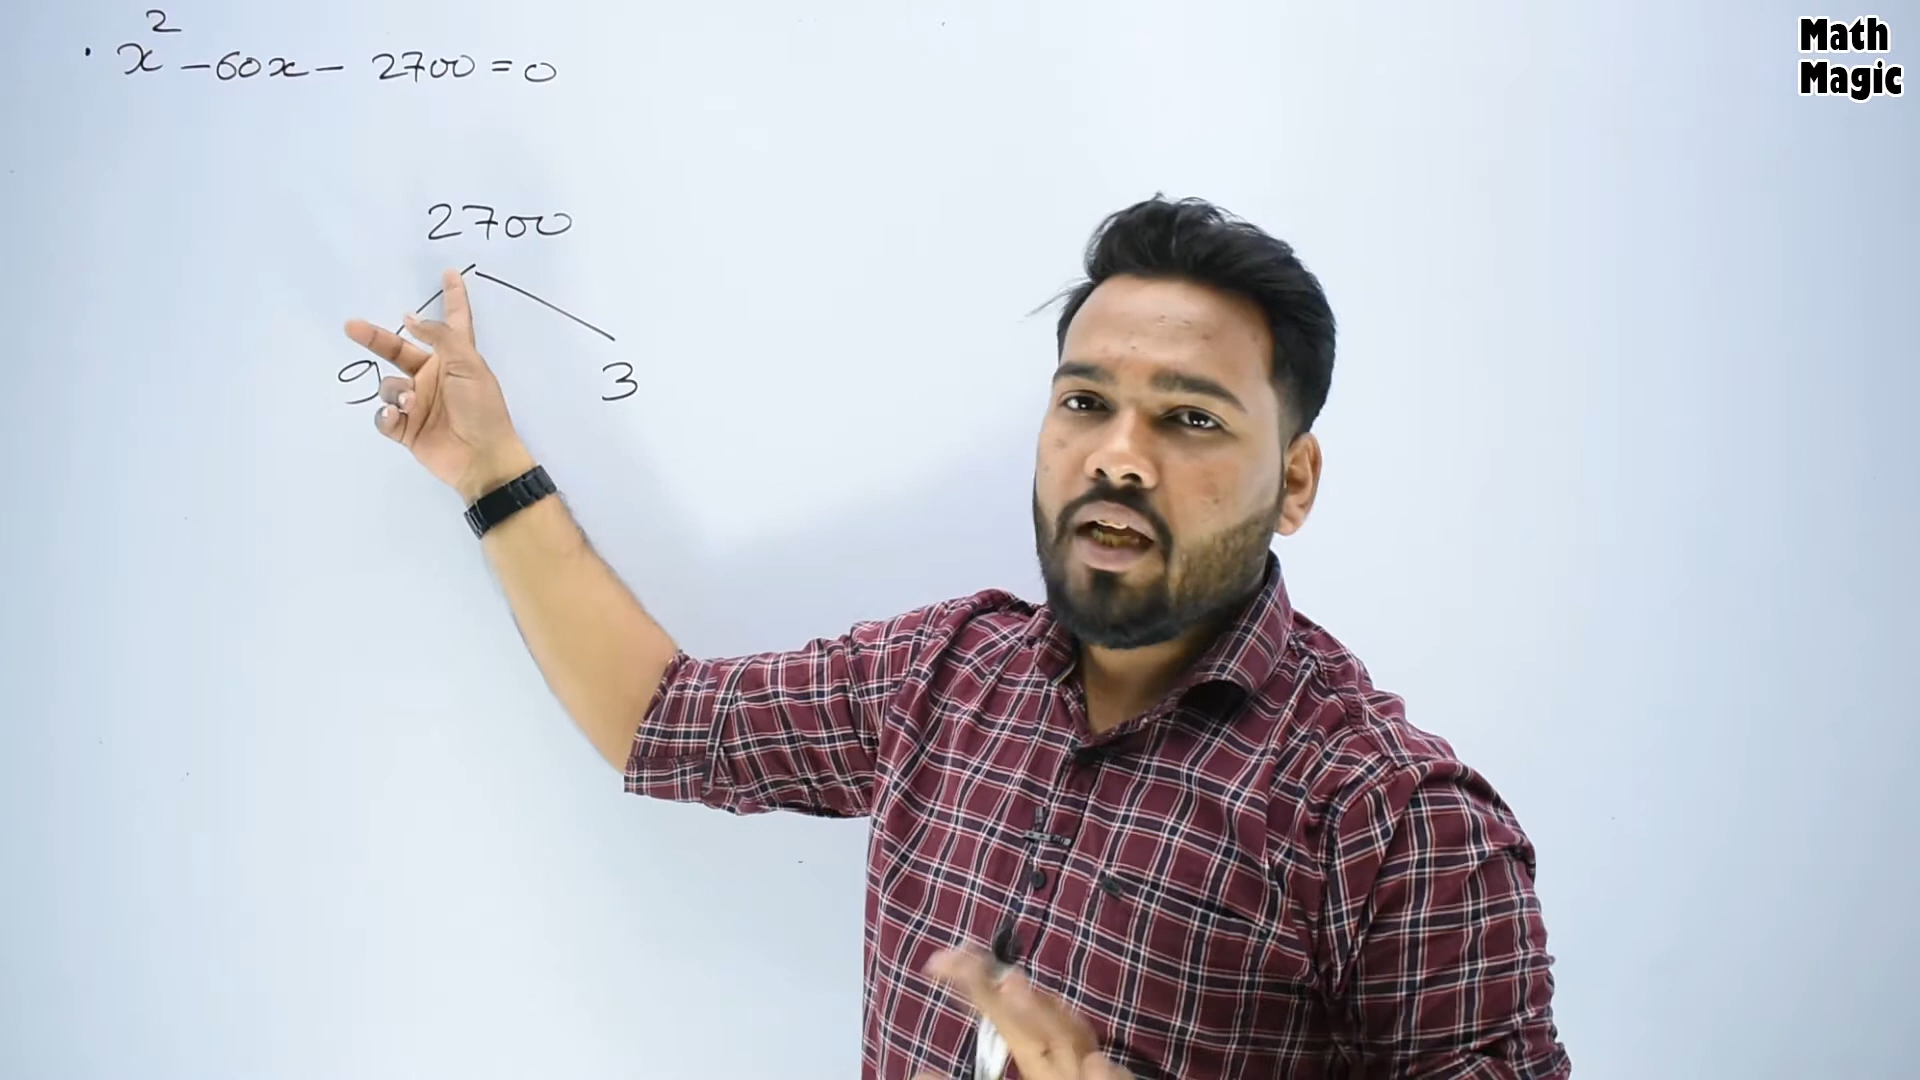 x² - 60x - 2700 = 0
2700
9 3
Math
Magic